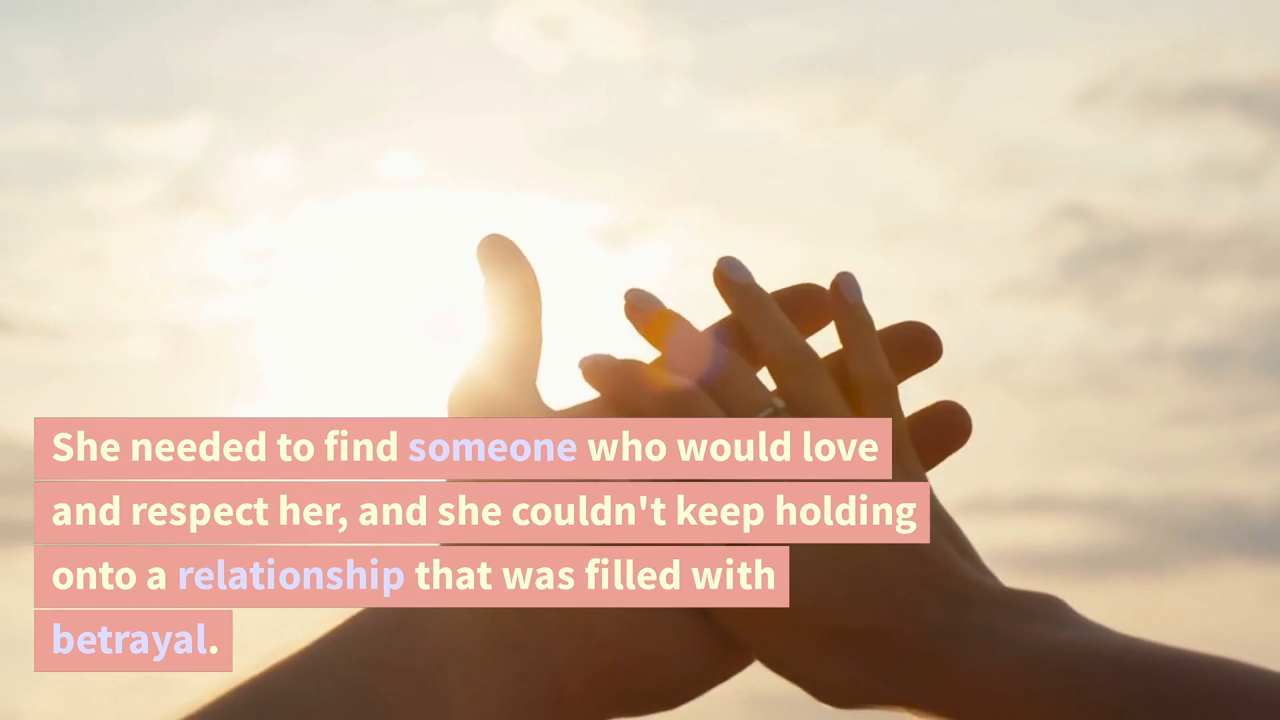 She needed to find someone who would love
and respect her, and she couldn't keep holding
onto a relationship that was filled with
betrayal.